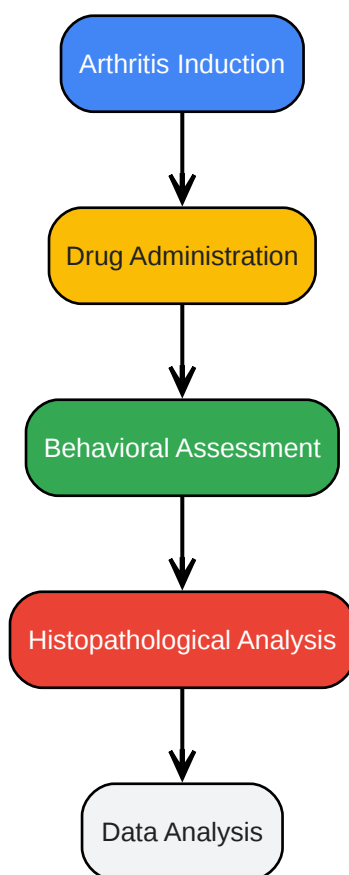 Arthritis Induction
Drug Administration
Behavioral Assessment
Histopathological Analysis
Data Analysis